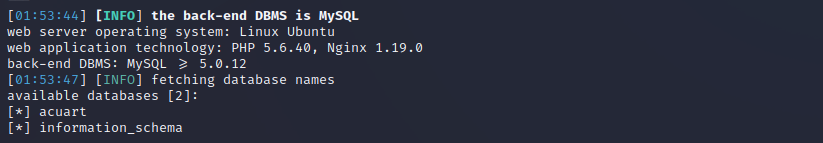 [01:53:44] [INFO] the back-end DBMS is MySQL
web server operating system: Linux Ubuntu
web application technology: PHP 5.6.40, Nginx 1.19.0
back-end DBMS: MySQL ≥ 5.0.12
[01:53:47] [INFO] fetching database names
available databases [2]:
[*] acuart
[*] information_schema